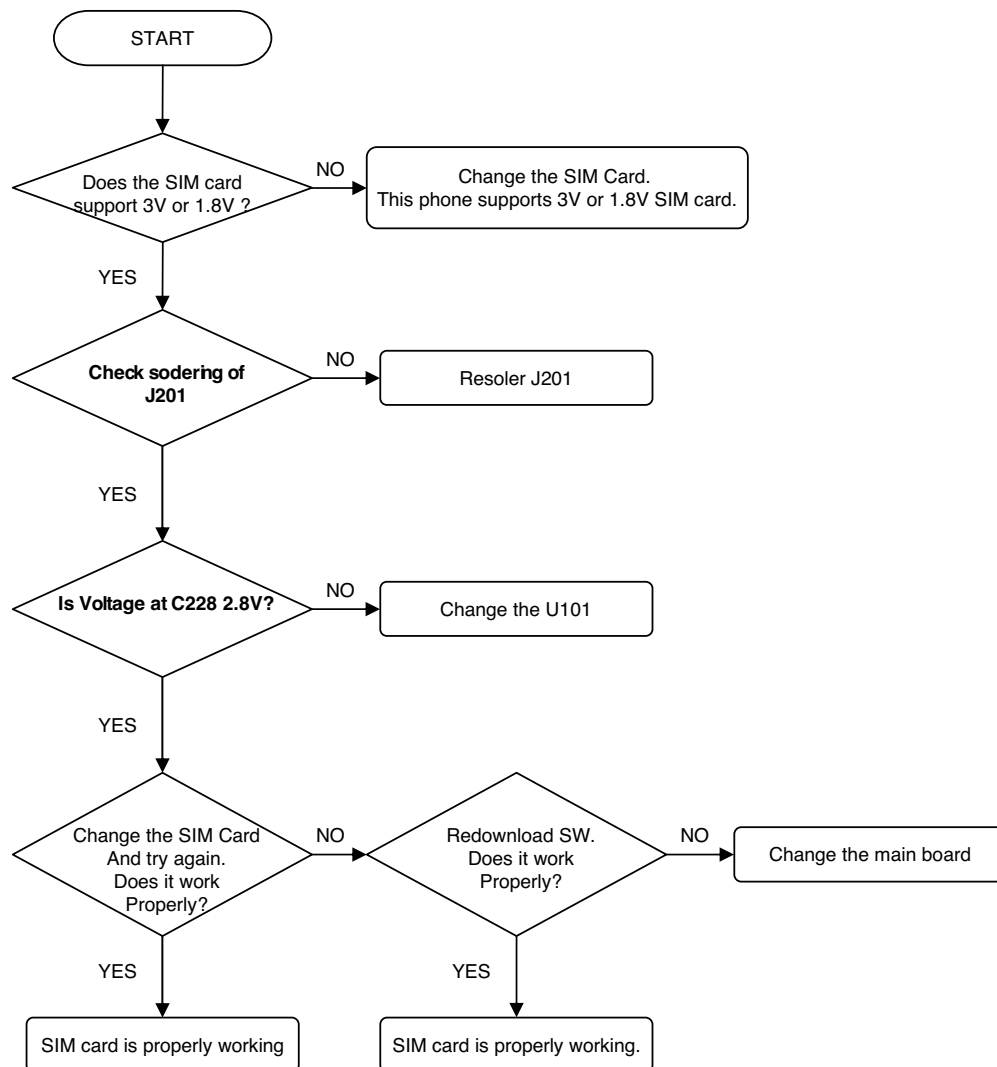 START
Does the SIM card
support 3V or 1.8V ?
NO
Change the SIM Card.
This phone supports 3V or 1.8V SIM card.
YES
Check sodering of
J201
NO
Resoler J201
YES
Is Voltage at C228 2.8V?
NO
Change the U101
YES
Change the SIM Card
And try again.
Does it work
Properly?
NO
Redownload SW.
Does it work
Properly?
NO
Change the main board
YES
YES
SIM card is properly working
SIM card is properly working.